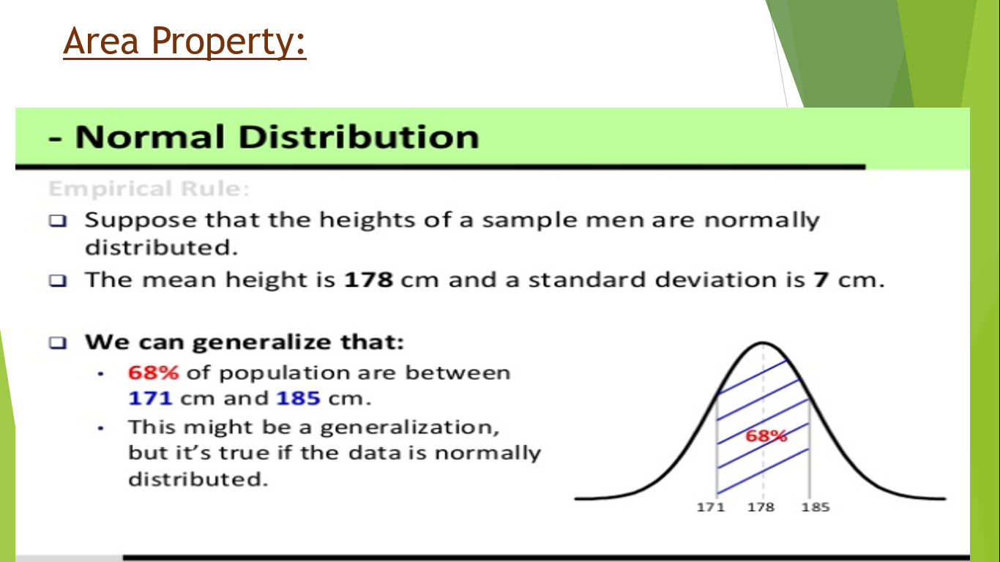 Area Property:
- Normal Distribution
Empirical Rule:
❑ Suppose that the heights of a sample men are normally
distributed.
❑ The mean height is 178 cm and a standard deviation is 7 cm.
❑ We can generalize that:
• 68% of population are between
171 cm and 185 cm.
• This might be a generalization,
but it's true if the data is normally
distributed.
68%
171 178 185